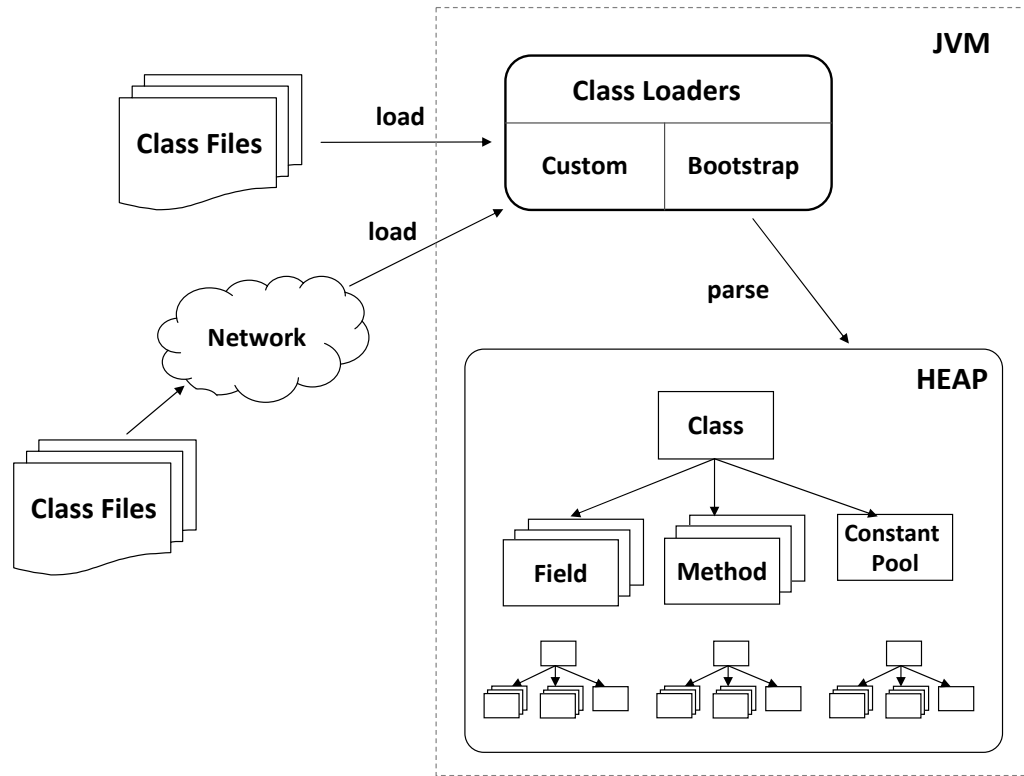 JVM
Class Loaders
Custom
Bootstrap
Class Files
load
load
Network
Class Files
parse
HEAP
Class
Field
Method
Constant
Pool